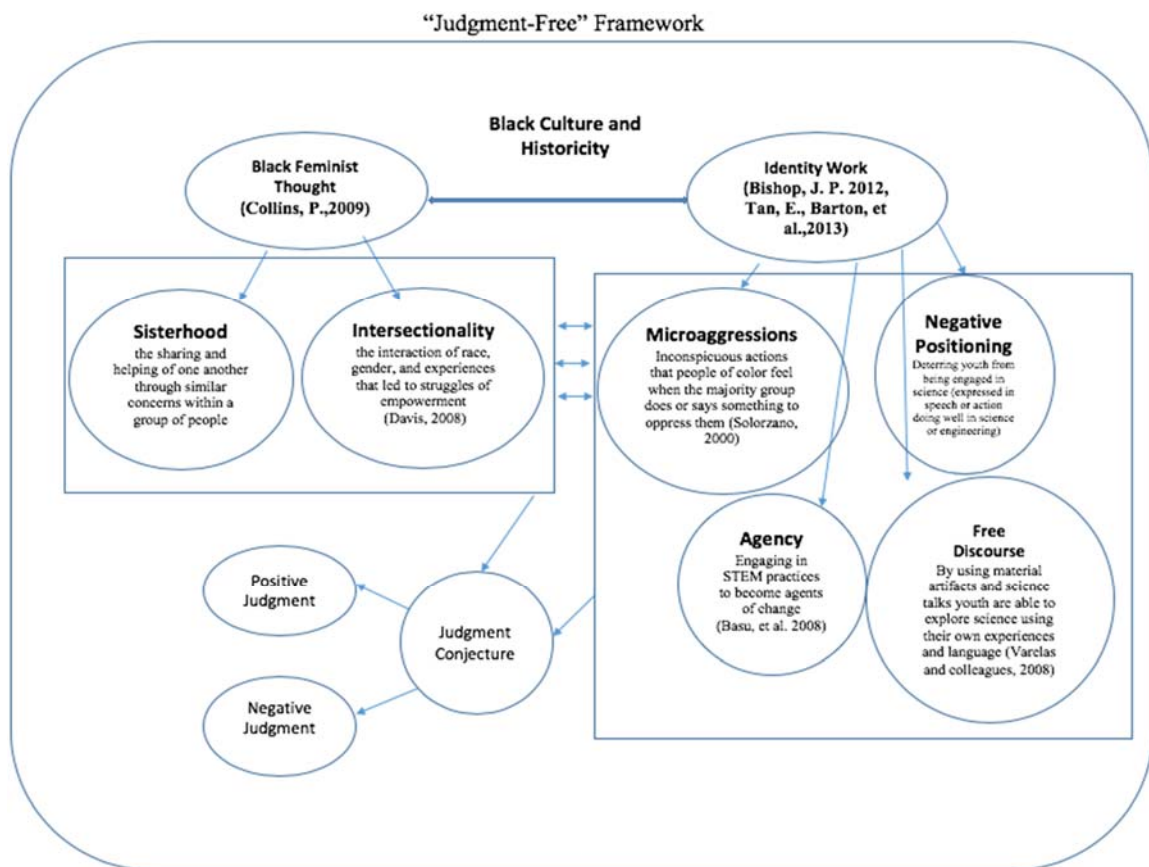 “Judgment-Free” Framework
Black Culture and
Historicity
Black Feminist
Thought
(Collins, P.,2009)
Identity Work
(Bishop, J. P. 2012,
Tan, E., Barton, et
al.,2013)
Sisterhood
the sharing and
helping of one another
through similar
concerns within a
group of people
Intersectionality
the interaction of race,
gender, and experiences
that led to struggles of
empowerment
(Davis, 2008)
Microaggressions
Inconspicuous actions
that people of color feel
when the majority group
does or says something to
oppress them (Solorzano,
2000)
Negative
Positioning
Deterring youth from
being engaged in
science (expressed in
speech or action
doing well in science
or engineering)
Agency
Engaging in
STEM practices
to become agents
of change
(Basu, et al. 2008)
Free
Discourse
By using material
artifacts and science
talks youth are able to
explore science using
their own experiences
and language (Varelas
and colleagues, 2008)
Positive
Judgment
Judgment
Conjecture
Negative
Judgment